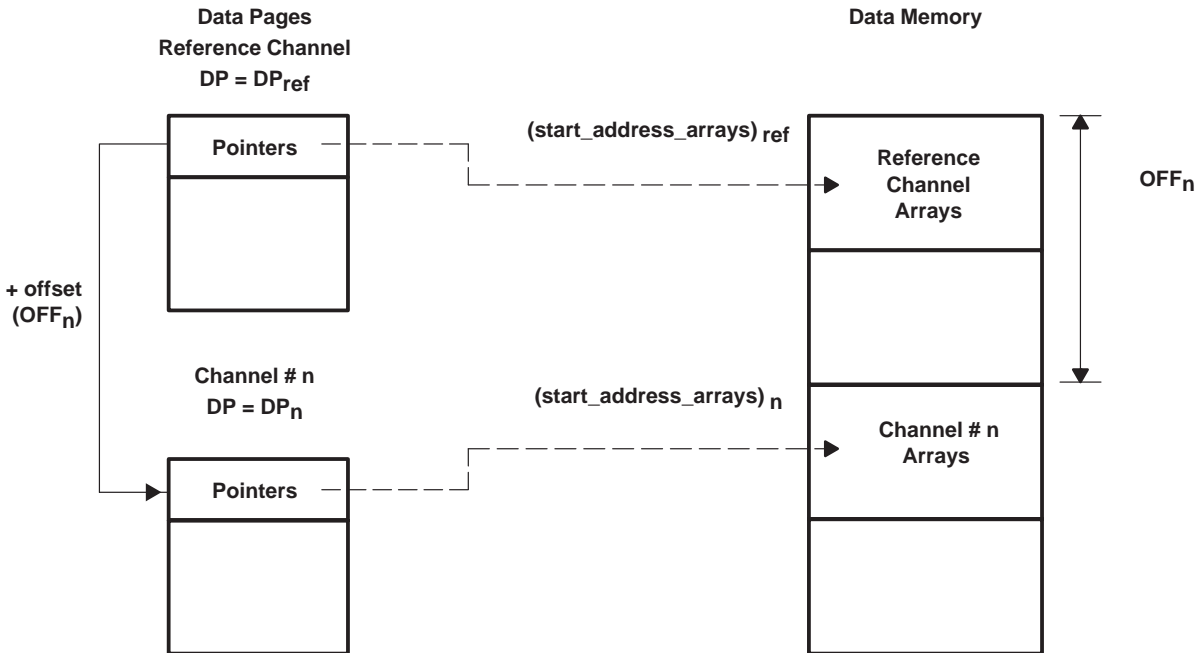 Data Pages
Reference Channel
DP = DPref
Data Memory
Pointers
(start_address_arrays) ref
Reference
Channel
Arrays
OFFn
+ offset
(OFFn)
Channel # n
DP = DPn
(start_address_arrays) n
Pointers
Channel # n
Arrays